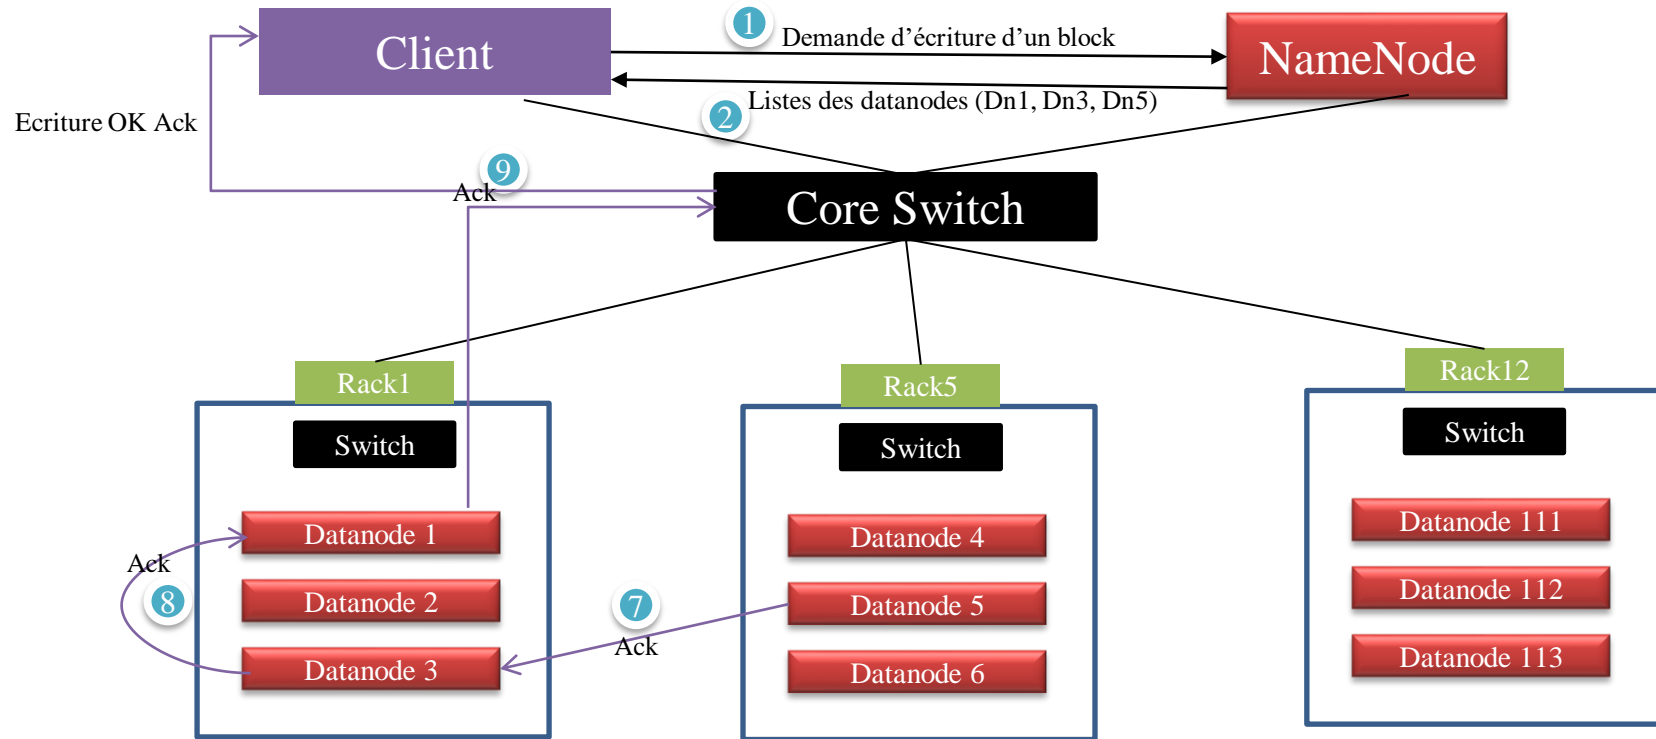 1
Client
Demande d’écriture d’un block
NameNode
Listes des datanodes (Dn1, Dn3, Dn5)
2
Ecriture OK Ack
9
Ack
Core Switch
Rack1
Rack5
Rack12
Switch
Switch
Switch
Datanode 1
Datanode 4
Datanode 111
Ack
8
Datanode 2
7
Datanode 5
Datanode 112
Ack
Datanode 3
Datanode 6
Datanode 113